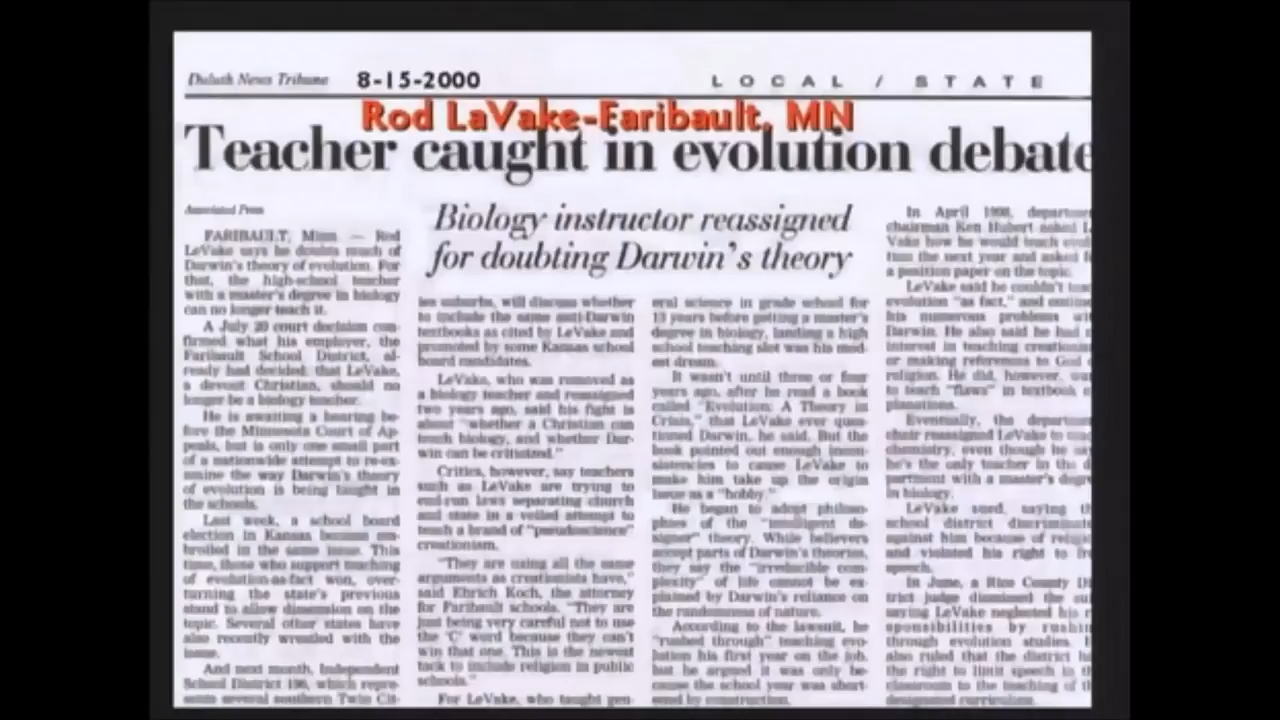 Duluth News Tribune 8-15-2000 LOCAL / STATE
Rod LaVake-Faribault, MN
Teacher caught in evolution debate
Biology instructor reassigned
for doubting Darwin's theory
Associated Press
FARIBAULT, Minn. — Rod
LaVake says he doubts much of
Darwin's theory of evolution. For
that, the high-school teacher
with a master's degree in biology
can no longer teach it.
A July 20 court decision con-
firmed what his employer, the
Faribault School District, al-
ready had decided: that LeVake,
a devout Christian, should no
longer be a biology teacher.
He is awaiting a hearing be-
fore the Minnesota Court of Ap-
peals, but is only one small part
of a nationwide attempt to re-ex-
amine the way Darwin's theory
of evolution is being taught in
the schools.
Last week, a school board
election in Kansas became em-
broiled in the same issue. This
time, those who support teaching
of evolution-as-fact won, over-
turning the state's previous
stand to allow dimension on the
topic. Several other states have
also recently wrestled with the
issue.
And next month, Independent
School District 196, which repre-
sents several southern Twin Cit-
ies suburbs, will discuss whether
to include the same anti-Darwin
textbooks as cited by LeVake and
promoted by some Kansas school
board candidates.
LeVake, who was removed as
a biology teacher and reassigned
two years ago, said his fight is
about "whether a Christian can
teach biology, and whether Dar-
win can be criticized."
Critics, however, say teachers
such as LeVake are trying to
end-run laws separating church
and state in a veiled attempt to
teach a brand of "pseudoscience"
creationism.
"They are using all the same
arguments as creationists have,"
said Ehrich Koch, the attorney
for Faribault schools. "They are
just being very careful not to use
the 'C' word because they can't
win that one. This is the newest
tack to include religion in public
schools."
For LeVake, who taught gen-
eral science in grade school for
13 years before getting a master's
degree in biology, landing a high
school teaching slot was his mod-
est dream.
It wasn't until three or four
years ago, after he read a book
called "Evolution: A Theory in
Crisis," that LeVake ever ques-
tioned Darwin, he said. But the
book pointed out enough incon-
sistencies to cause LeVake to
make him take up the origin
issue as a "hobby."
He began to adopt philoso-
phies of the "intelligent de-
signer" theory. While believers
accept parts of Darwin's theories,
they say the "irreducible com-
plexity" of life cannot be ex-
plained by Darwin's reliance on
the randomness of nature.
According to the lawsuit, he
"rushed through" teaching evo-
lution his first year on the job,
but he argued it was only be-
cause the school year was short-
ened by construction.
In April 1998, departmen
chairman Ken Hubert asked L
Vake how he would teach evol
tion the next year and asked f
a position paper on the topic.
LeVake said he couldn't tea
evolution "as fact," and
his numerous problems wit
Darwin. He also said he had n
interest in teaching creationis
or making references to God o
religion. He did, however, wan
to teach "flaws" in textbook e
planations.
Eventually, the departmen
chair reassigned LeVake to
chemistry, even though he say
he's the only teacher in the d
partment with a master's degre
in biology.
LeVake sued, saying th
school district discriminate
against him because of religio
and violated his right to fre
speech.
In June, a Rice County Di
trict judge dismissed the su
saying LeVake neglected his r
sponsibilities by rushin
through evolution studies. H
also ruled that the district ha
the right to limit speech in th
classroom to the teaching of th
designated curriculum.